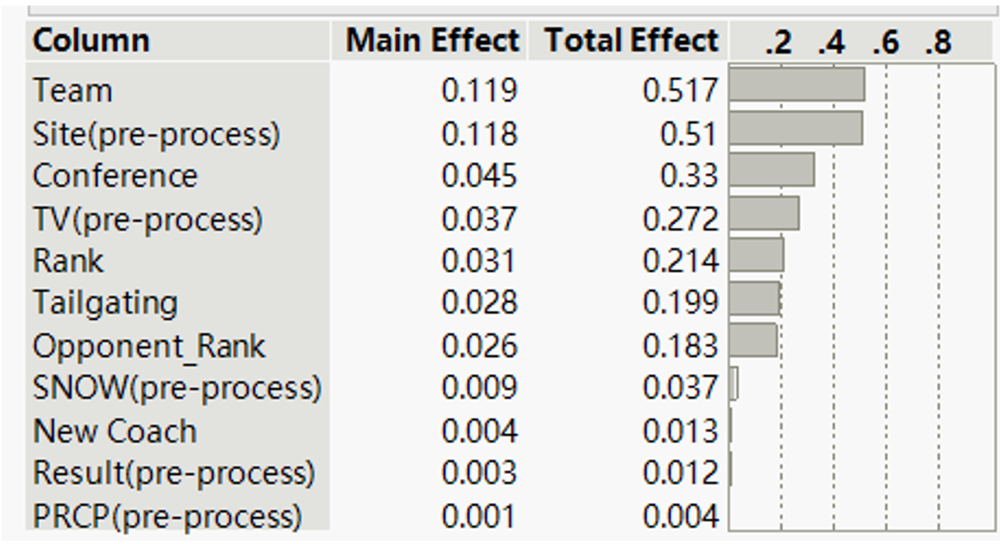 Column Main Effect Total Effect .2 .4 .6 .8
Team 0.119 0.517
Site(pre-process) 0.118 0.51
Conference 0.045 0.33
TV(pre-process) 0.037 0.272
Rank 0.031 0.214
Tailgating 0.028 0.199
Opponent_Rank 0.026 0.183
SNOW(pre-process) 0.009 0.037
New Coach 0.004 0.013
Result(pre-process) 0.003 0.012
PRCP(pre-process) 0.001 0.004